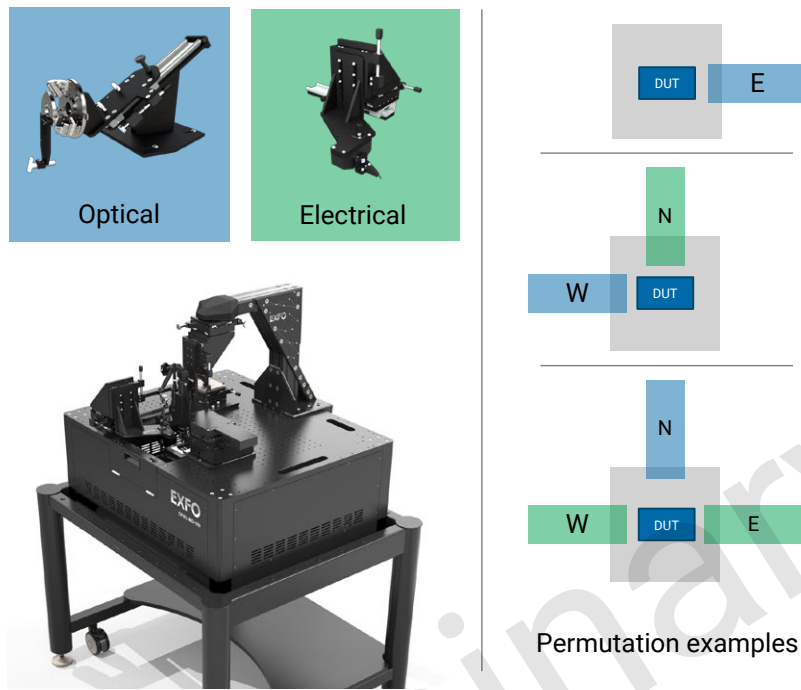 Optical
Electrical
EXFO
EXFO
DUT
E
N
W
DUT
N
W
DUT
E
Permutation examples